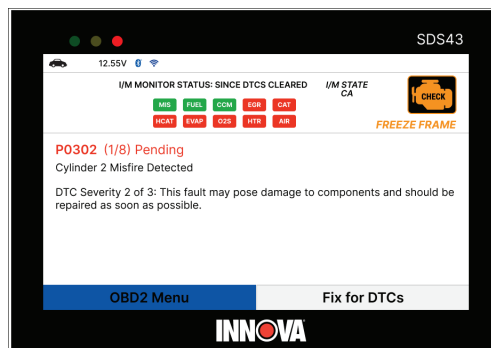 SDS43
12.55V
I/M MONITOR STATUS: SINCE DTCS CLEARED
I/M STATE
CA
MIS FUEL CCM EGR CAT
HCAT EVAP O2S HTR AIR
CHECK
FREEZE FRAME
P0302 (1/8) Pending
Cylinder 2 Misfire Detected
DTC Severity 2 of 3: This fault may pose damage to components and should be
repaired as soon as possible.
OBD2 Menu Fix for DTCs
INNOVA